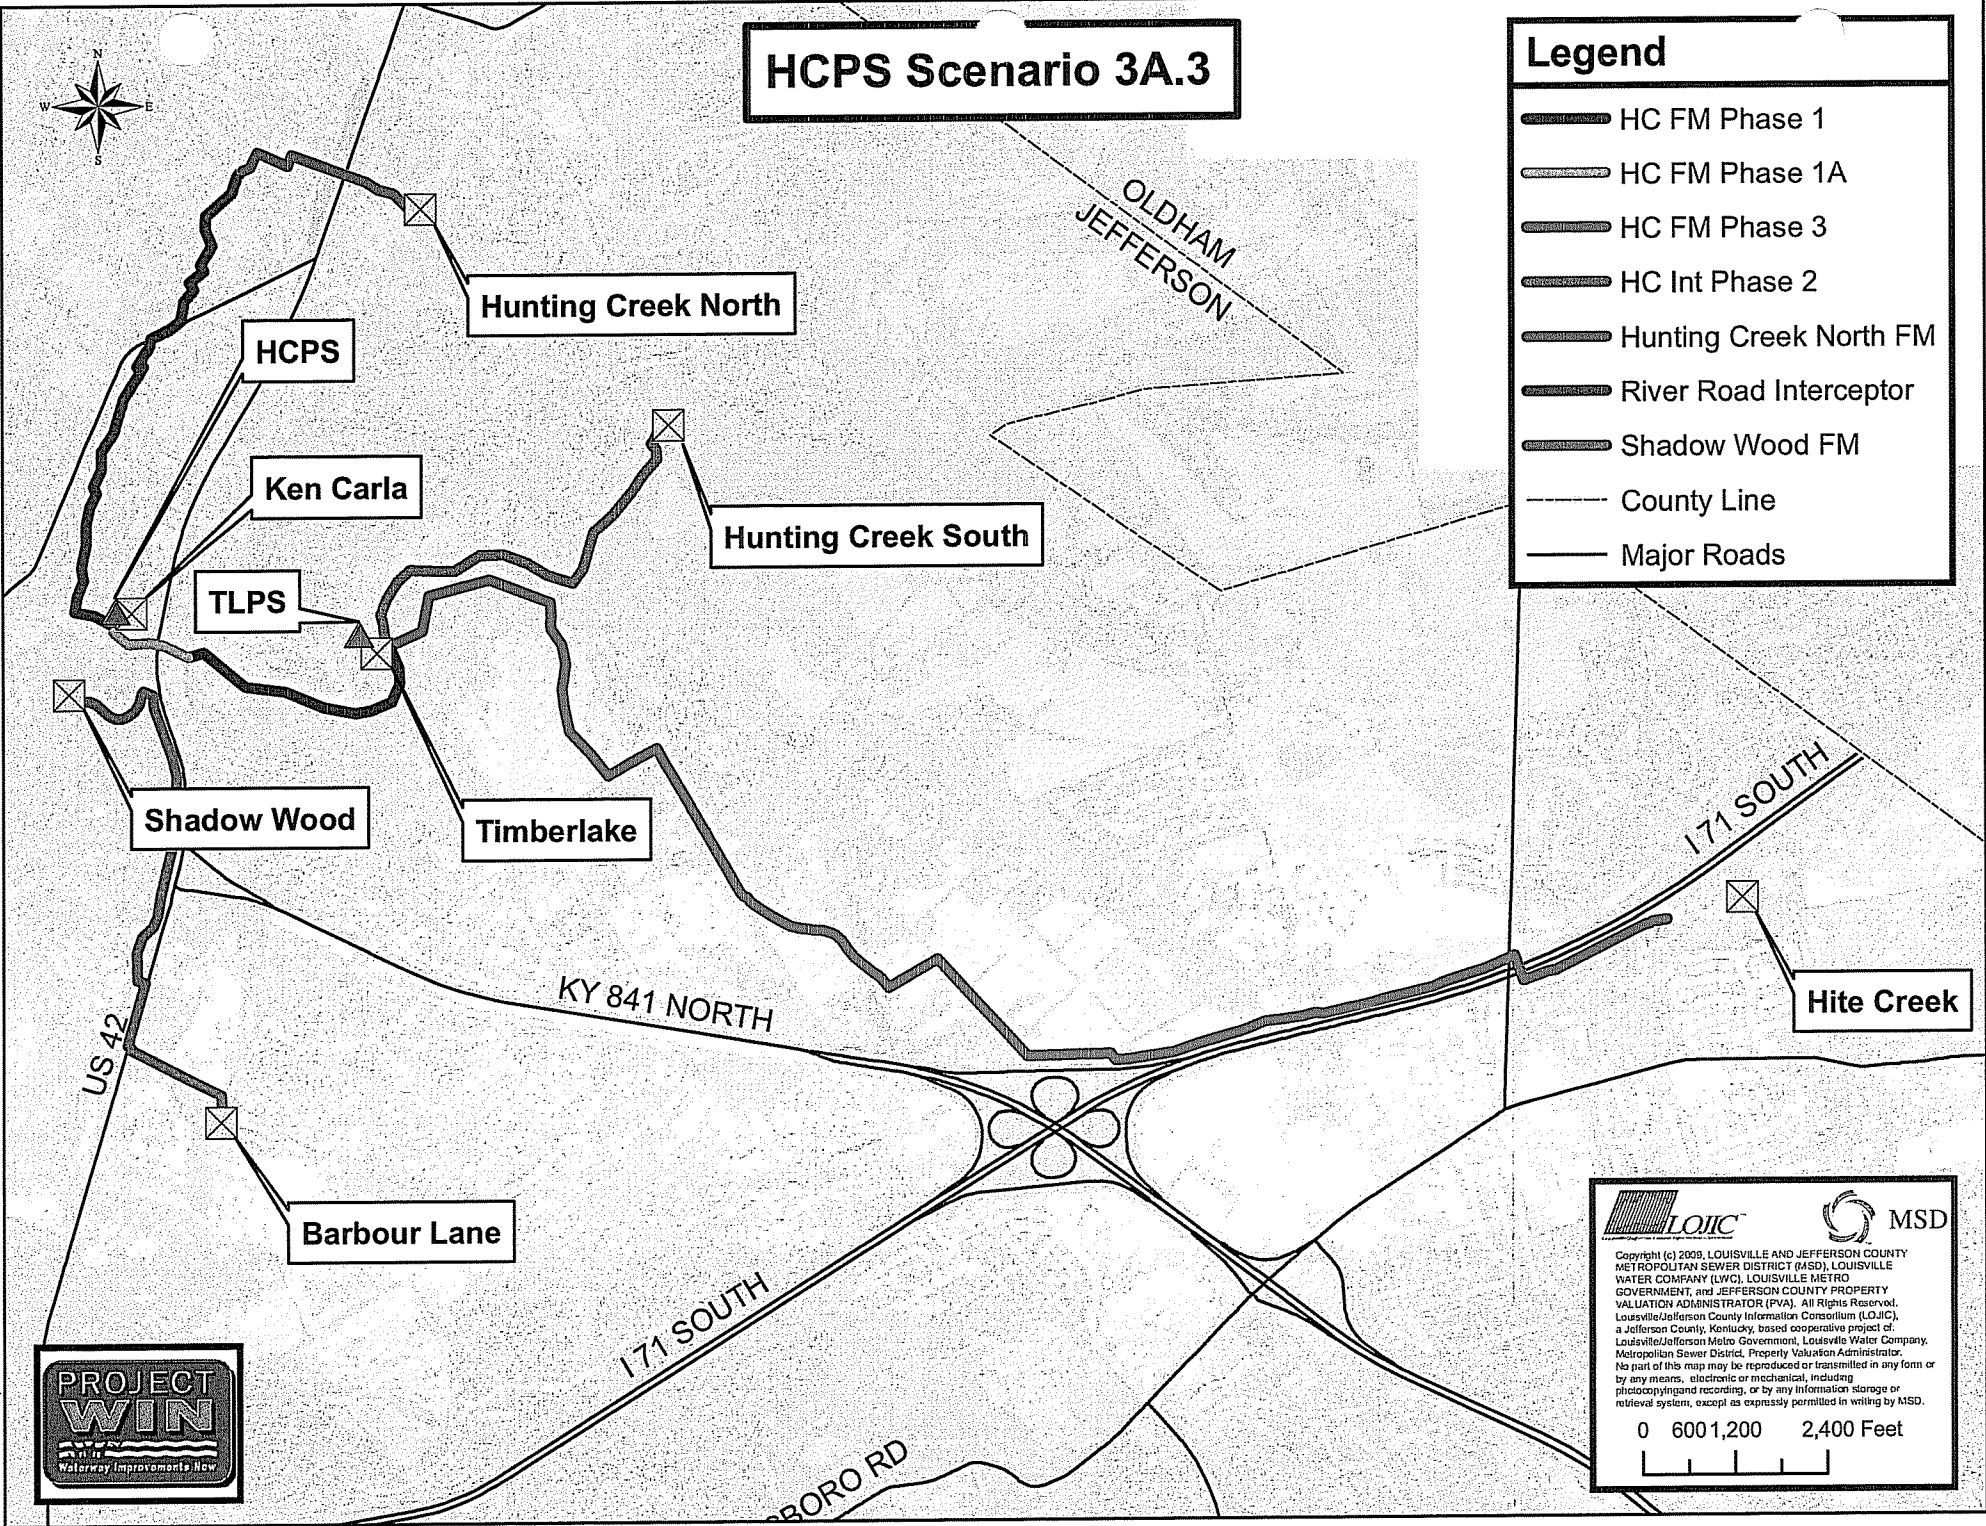 HCPS Scenario 3A.3
Legend
HC FM Phase 1
HC FM Phase 1A
HC FM Phase 3
HC Int Phase 2
Hunting Creek North FM
River Road Interceptor
Shadow Wood FM
County Line
Major Roads
N
W E
S
OLDHAM
JEFFERSON
Hunting Creek North
HCPS
Ken Carla
Hunting Creek South
TLPS
Shadow Wood
Timberlake
I 71 SOUTH
Hite Creek
KY 841 NORTH
US 42
Barbour Lane
I 71 SOUTH
SBORO RD
PROJECT
WIN
Waterway Improvements Now
LOJIC
MSD
Copyright (c) 2009, LOUISVILLE AND JEFFERSON COUNTY
METROPOLITAN SEWER DISTRICT (MSD), LOUISVILLE
WATER COMPANY (LWC), LOUISVILLE METRO
GOVERNMENT, and JEFFERSON COUNTY PROPERTY
VALUATION ADMINISTRATOR (PVA). All Rights Reserved.
Louisville/Jefferson County Information Consortium (LOJIC),
a Jefferson County, Kentucky, based cooperative project of:
Louisville/Jefferson Metro Government, Louisville Water Company,
Metropolitan Sewer District, Property Valuation Administrator.
No part of this map may be reproduced or transmitted in any form or
by any means, electronic or mechanical, including
photocopyingand recording, or by any information storage or
retrieval system, except as expressly permitted in writing by MSD.
0 600 1,200 2,400 Feet